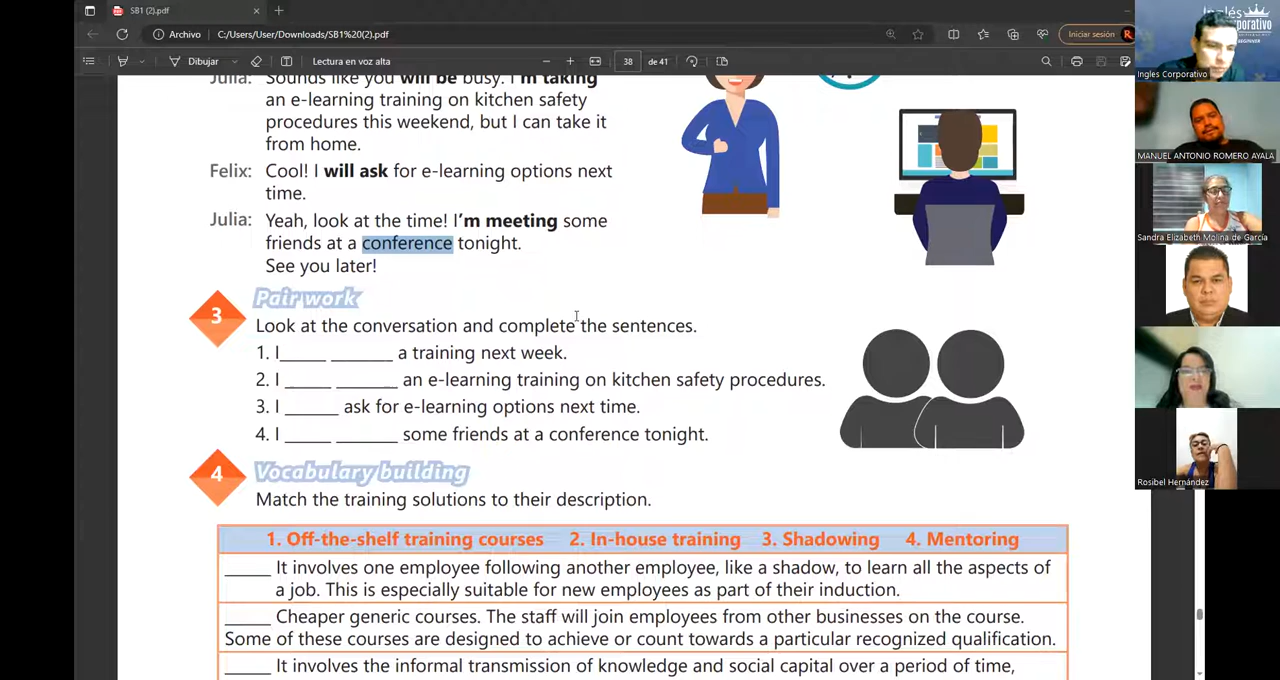 SB1 (2).pdf
Archivo C:/Users/User/Downloads/SB1%20(2).pdf
Iniciar sesión R
Dibujar
Lectura en voz alta
38 de 41
Julia: Sounds like you will be busy. I'm taking
an e-learning training on kitchen safety
procedures this weekend, but I can take it
from home.
Felix: Cool! I will ask for e-learning options next
time.
Julia: Yeah, look at the time! I'm meeting some
friends at a conference tonight.
See you later!
3 Pair work
Look at the conversation and complete the sentences.
1. I_____ _______ a training next week.
2. I _____ _______ an e-learning training on kitchen safety procedures.
3. I ______ ask for e-learning options next time.
4. I _____ _______ some friends at a conference tonight.
4 Vocabulary building
Match the training solutions to their description.
1. Off-the-shelf training courses 2. In-house training 3. Shadowing 4. Mentoring
_____ It involves one employee following another employee, like a shadow, to learn all the aspects of
a job. This is especially suitable for new employees as part of their induction.
_____ Cheaper generic courses. The staff will join employees from other businesses on the course.
Some of these courses are designed to achieve or count towards a particular recognized qualification.
_____ It involves the informal transmission of knowledge and social capital over a period of time,
Inglés
BEGINNER
Ingles Corporativo
MANUEL ANTONIO ROMERO AYALA
Sandra Elizabeth Molina de García
Rosibel Hernández